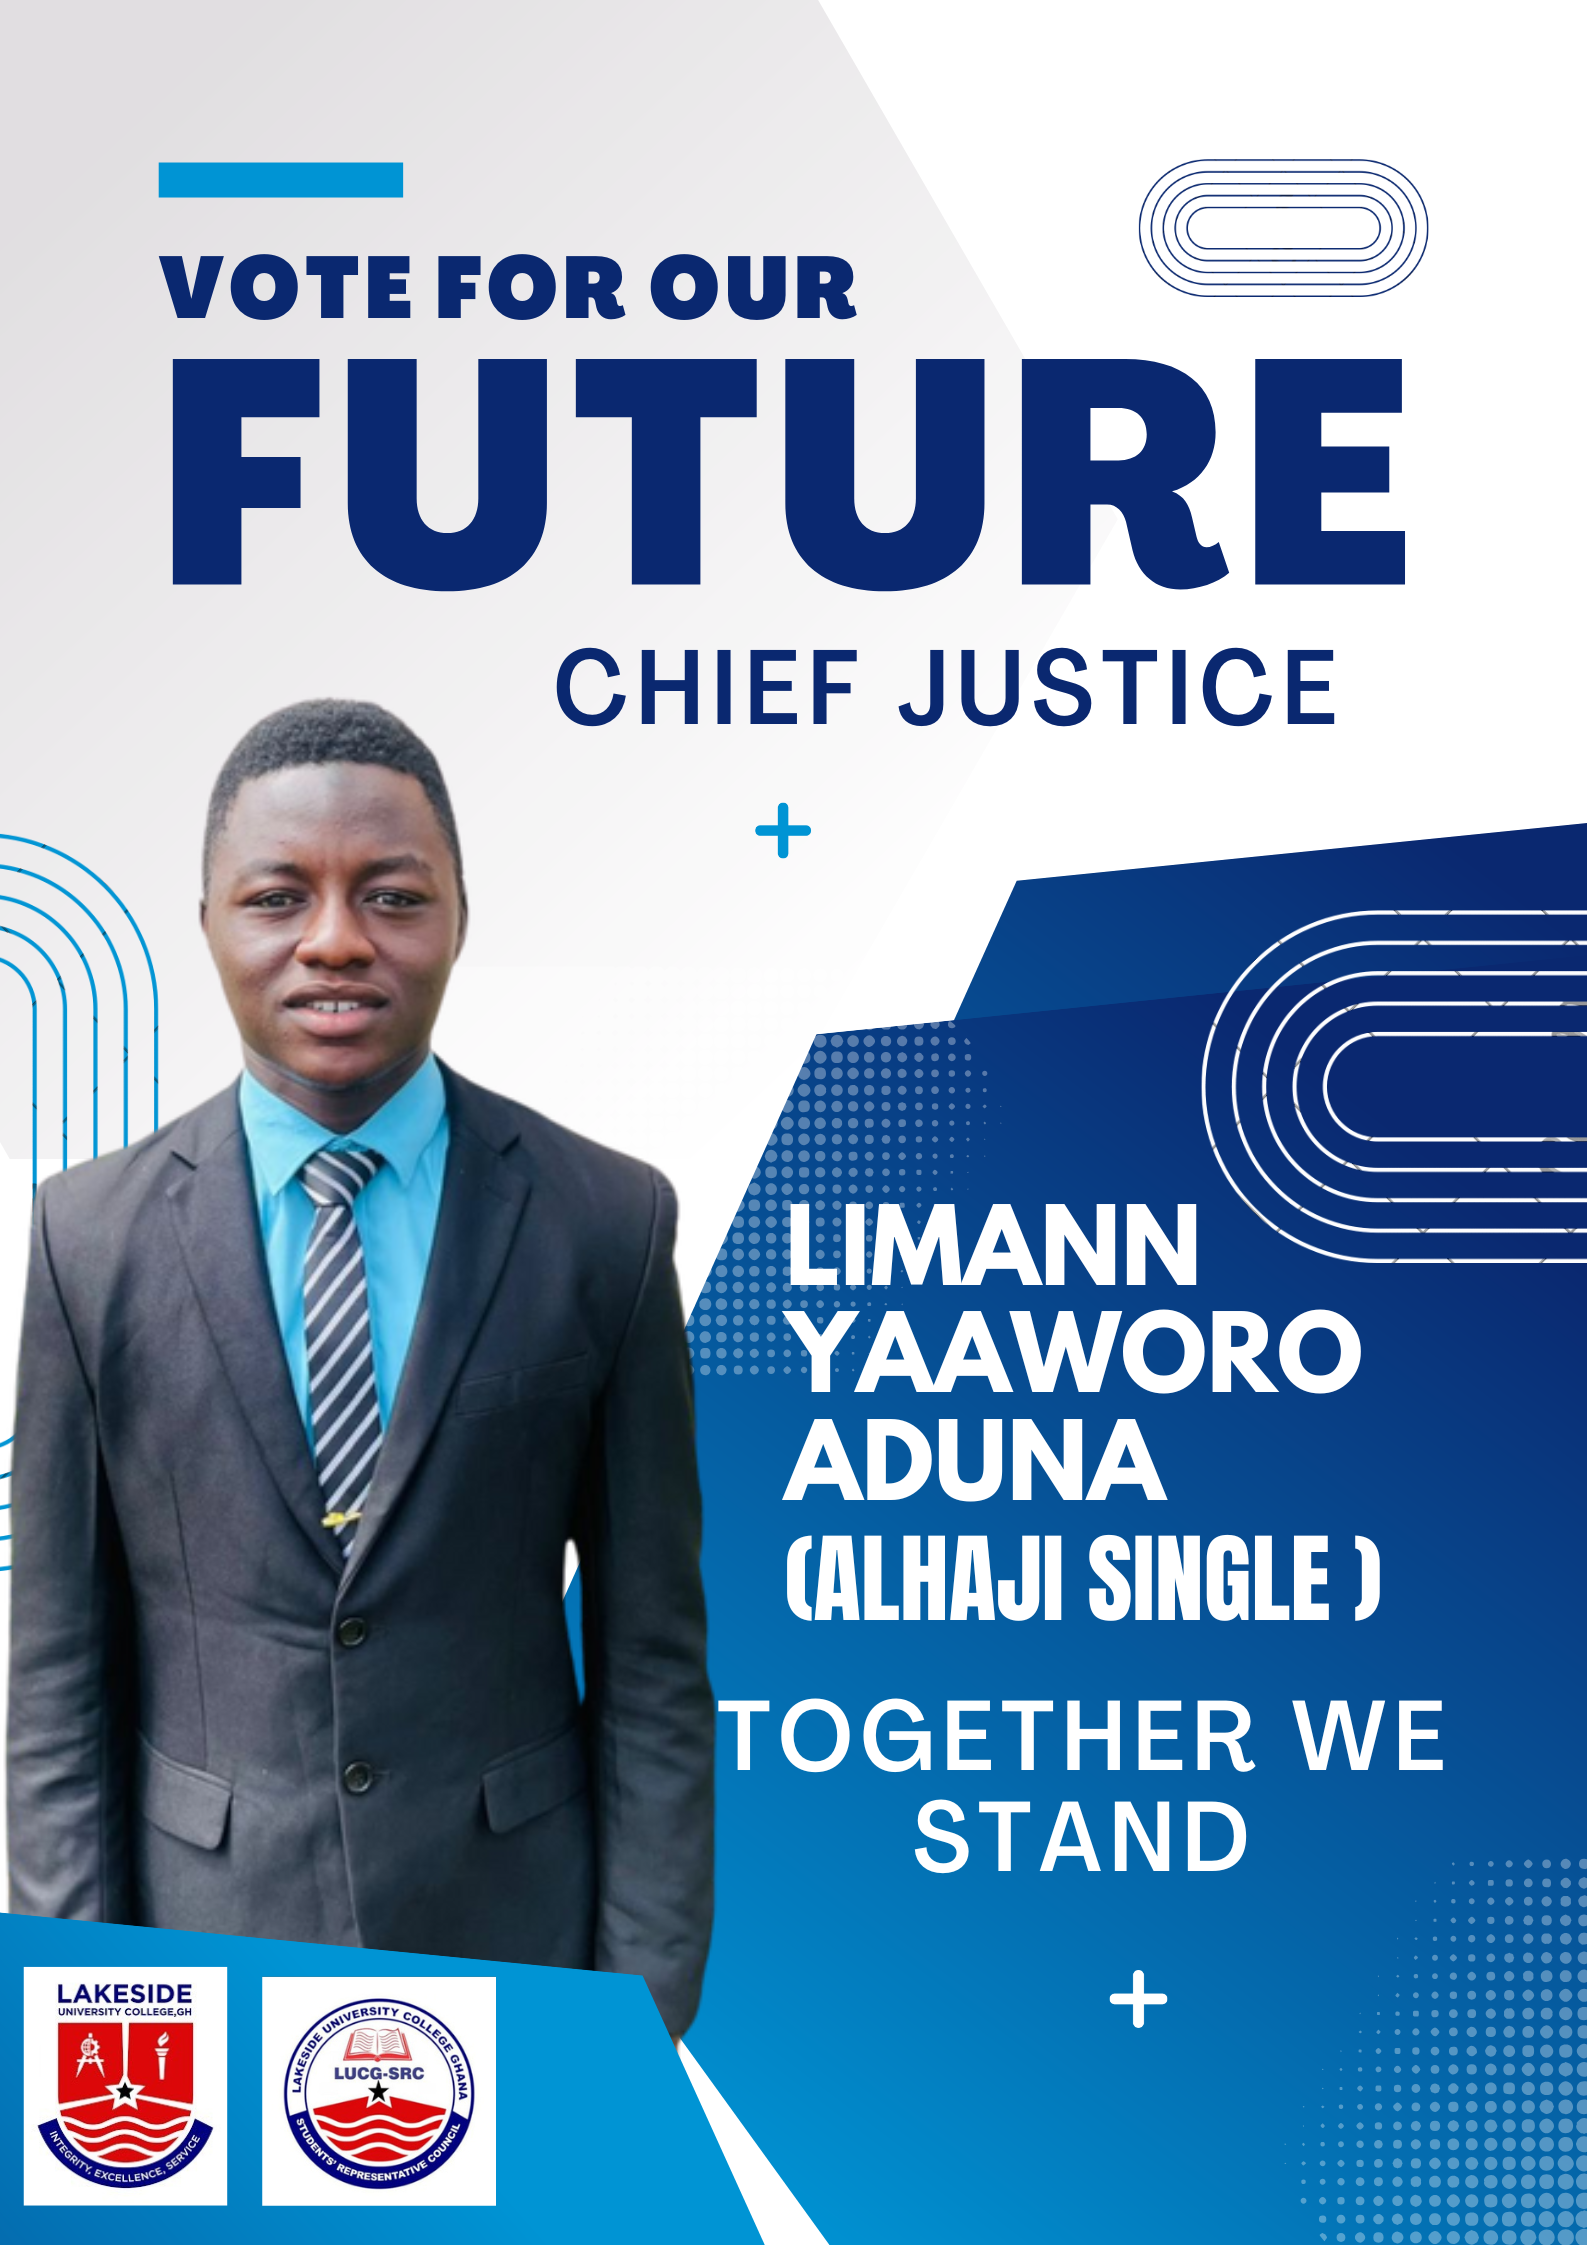 VOTE FOR OUR
FUTURE
CHIEF JUSTICE
LIMANN
YAAWORO
ADUNA
(ALHAJI SINGLE )
TOGETHER WE
STAND
LAKESIDE
UNIVERSITY COLLEGE,GH
INTEGRITY, EXCELLENCE, SERVICE
LAKESIDE UNIVERSITY COLLEGE GHANA
LUCG-SRC
STUDENTS' REPRESENTATIVE COUNCIL